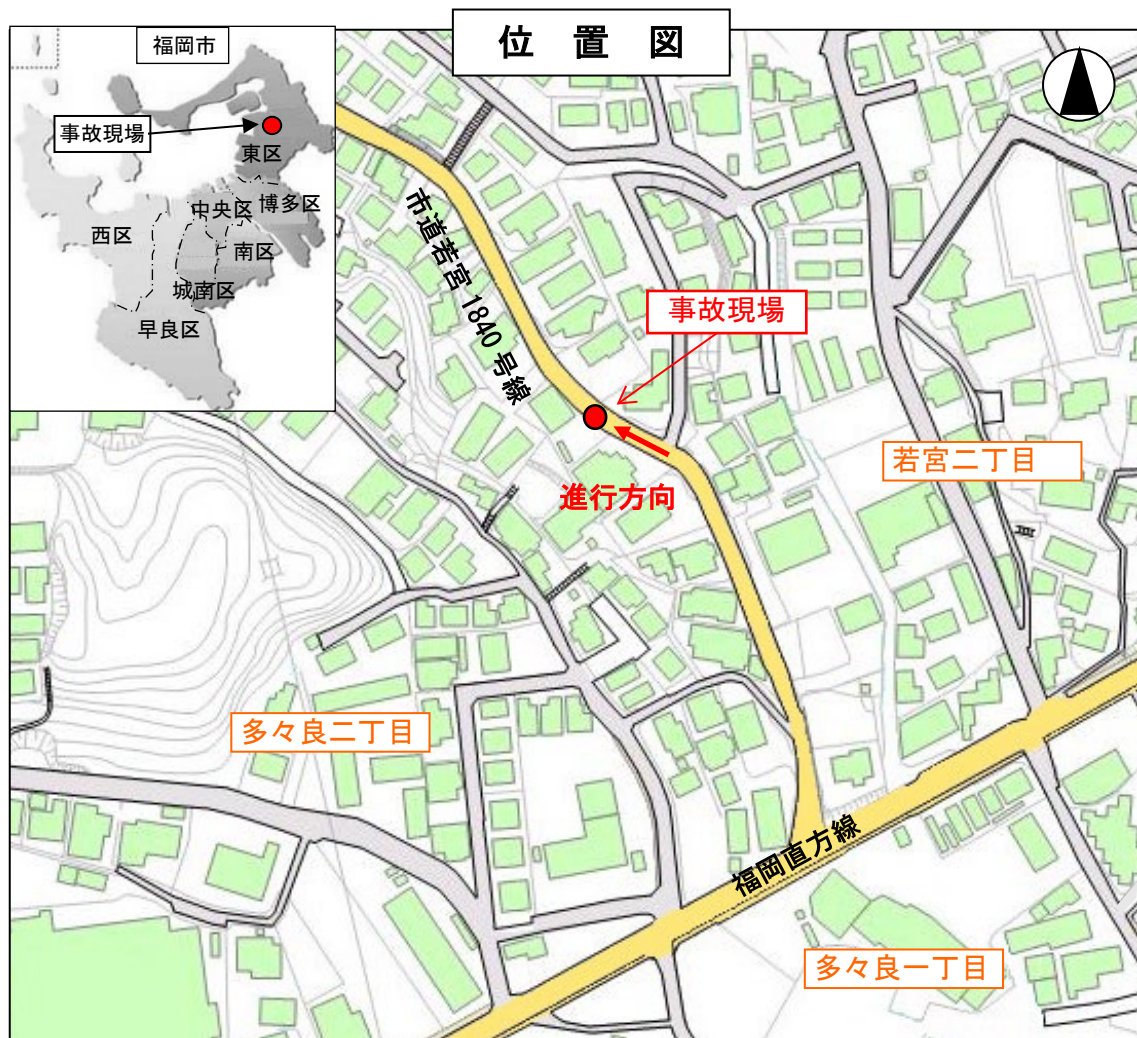 位置図
福岡市
事故現場
東区
中央区
博多区
西区
南区
城南区
早良区
市道若宮1840号線
事故現場
進行方向
若宮二丁目
多々良二丁目
福岡直方線
多々良一丁目